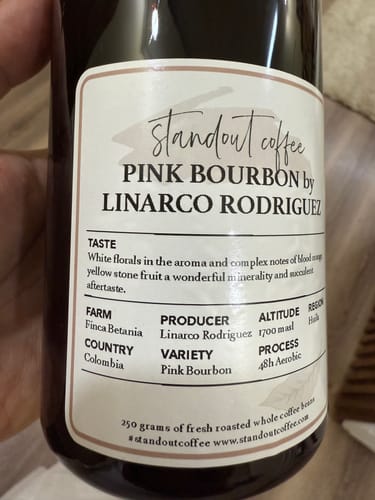 standout coffee
PINK BOURBON by
LINARCO RODRIGUEZ
TASTE
White florals in the aroma and complex notes of blood orange
yellow stone fruit a wonderful minerality and succulent
aftertaste.
FARM
Finca Betania
PRODUCER
Linarco Rodriguez
ALTITUDE
1700 masl
REGION
Huila
COUNTRY
Colombia
VARIETY
Pink Bourbon
PROCESS
48h Aerobic
250 grams of fresh roasted whole coffee beans
#standoutcoffee www.standoutcoffee.com